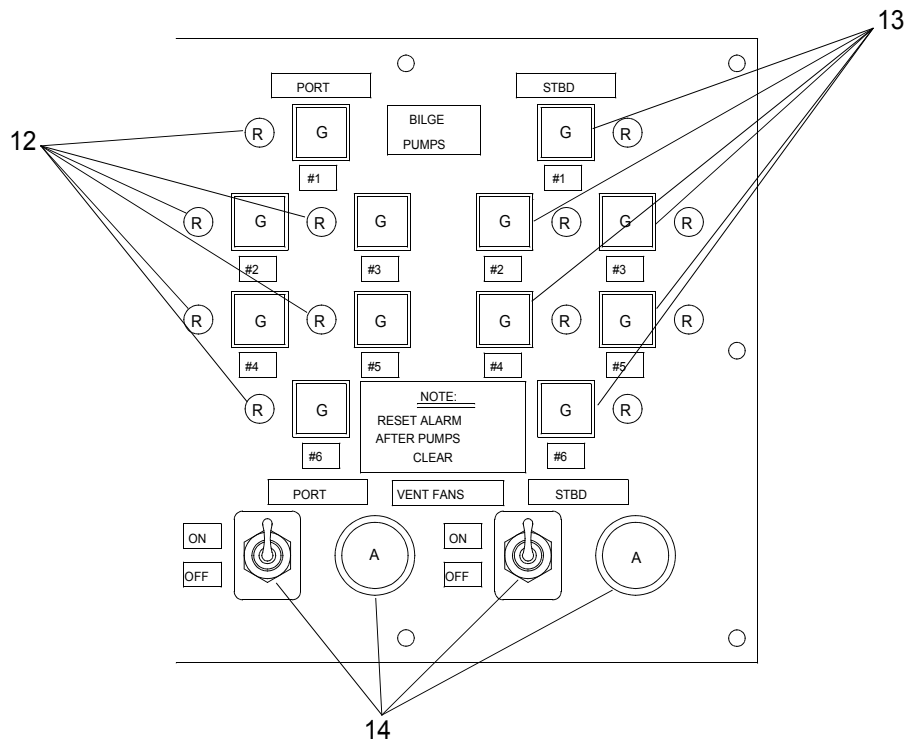 13
PORT
STBD
12
R
G
BILGE
PUMPS
G
R
#1
#1
R
G
R
G
G
R
G
R
#2
#3
#2
#3
R
G
R
G
G
R
G
R
#4
#5
#4
#5
R
G
NOTE:
RESET ALARM
AFTER PUMPS
CLEAR
G
R
#6
#6
PORT
VENT FANS
STBD
ON
OFF
A
ON
OFF
A
14